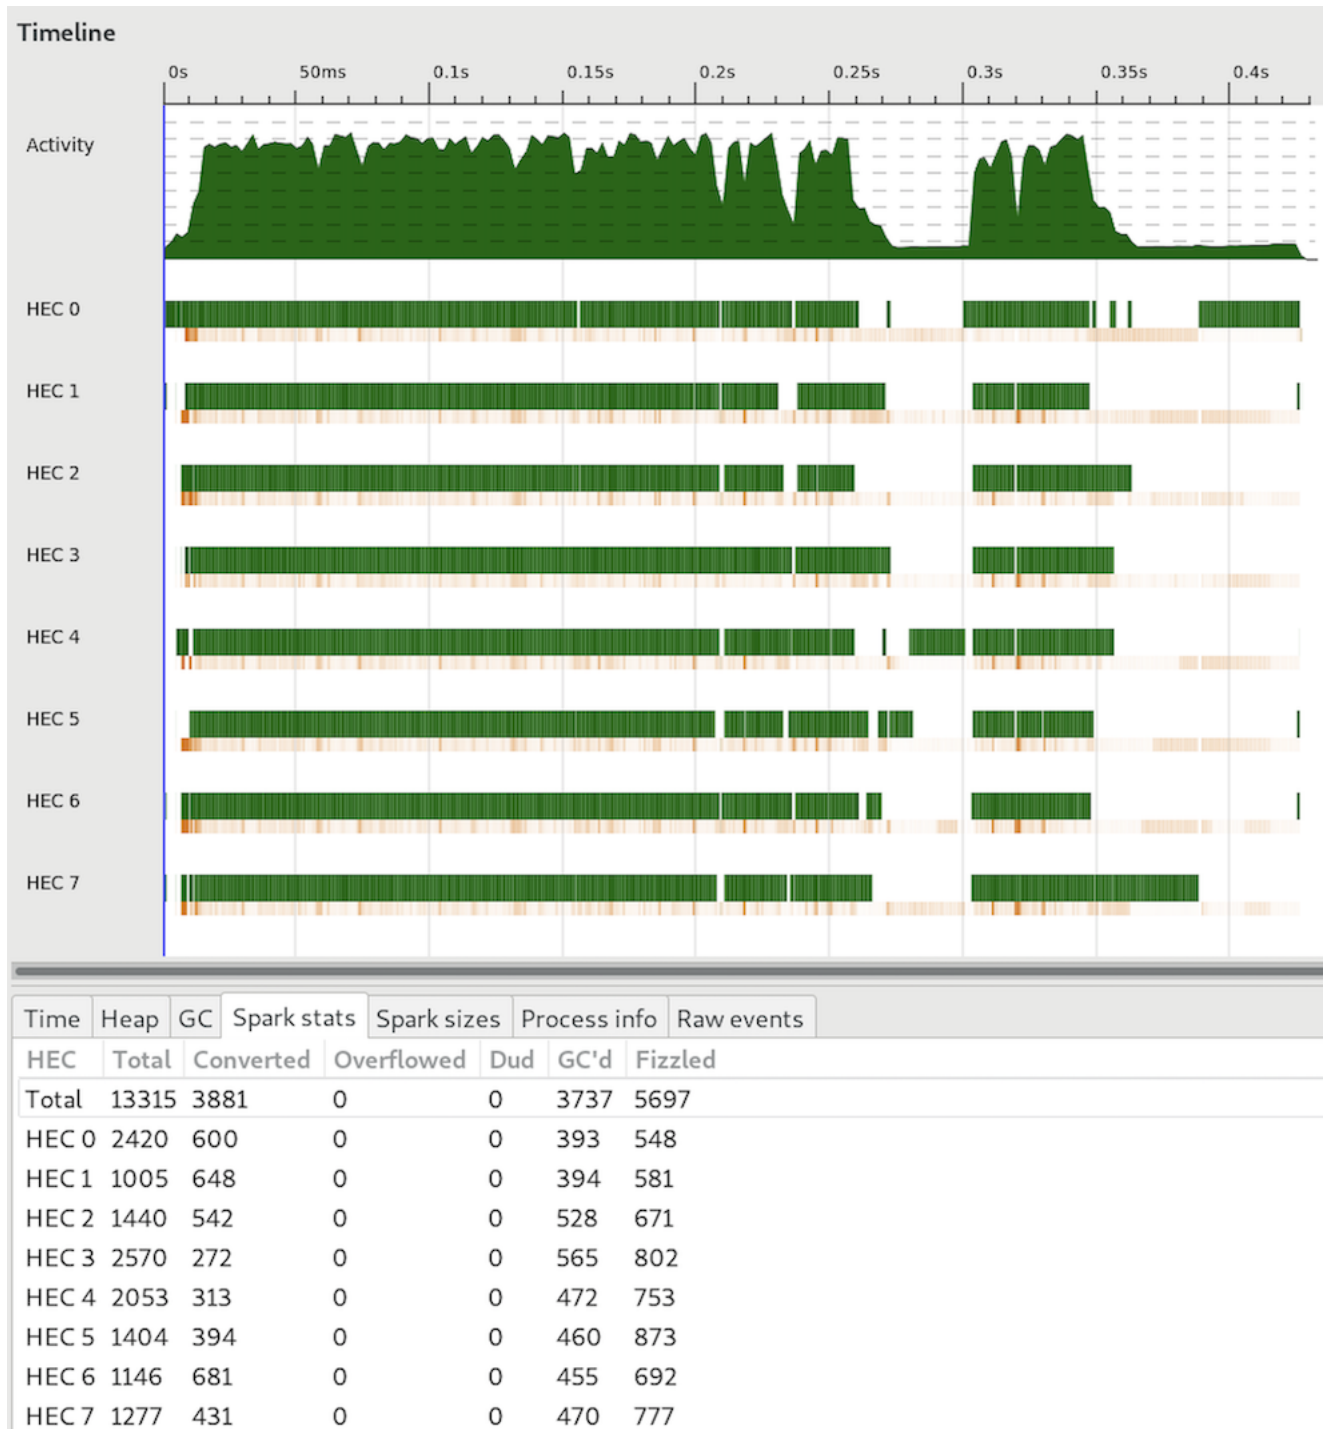 Timeline
0s 50ms 0.1s 0.15s 0.2s 0.25s 0.3s 0.35s 0.4s
Activity
HEC 0
HEC 1
HEC 2
HEC 3
HEC 4
HEC 5
HEC 6
HEC 7
Time Heap GC Spark stats Spark sizes Process info Raw events
HEC Total Converted Overflowed Dud GC'd Fizzled
Total 13315 3881 0 0 3737 5697
HEC 0 2420 600 0 0 393 548
HEC 1 1005 648 0 0 394 581
HEC 2 1440 542 0 0 528 671
HEC 3 2570 272 0 0 565 802
HEC 4 2053 313 0 0 472 753
HEC 5 1404 394 0 0 460 873
HEC 6 1146 681 0 0 455 692
HEC 7 1277 431 0 0 470 777